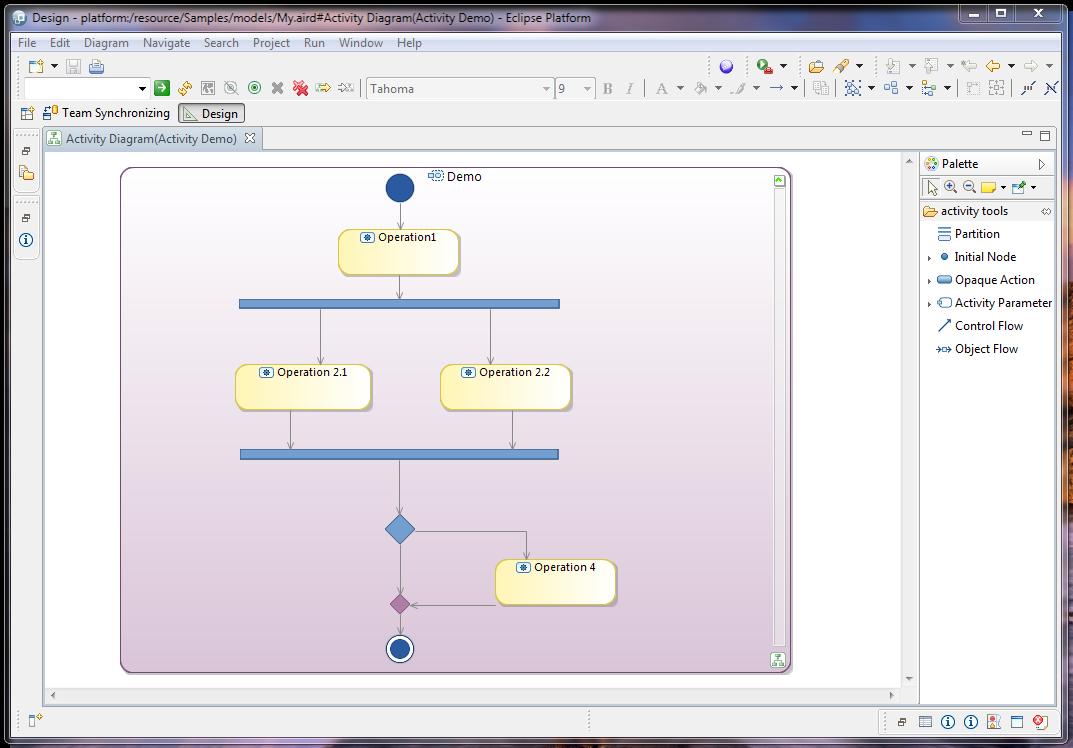 Design - platform:/resource/Samples/models/My.aird#Activity Diagram(Activity Demo) - Eclipse Platform
File Edit Diagram Navigate Search Project Run Window Help
Tahoma 9 B I A
Team Synchronizing Design
Activity Diagram(Activity Demo)
Palette
activity tools
Partition
Initial Node
Opaque Action
Activity Parameter
Control Flow
Object Flow
Demo
Operation1
Operation 2.1 Operation 2.2
Operation 4